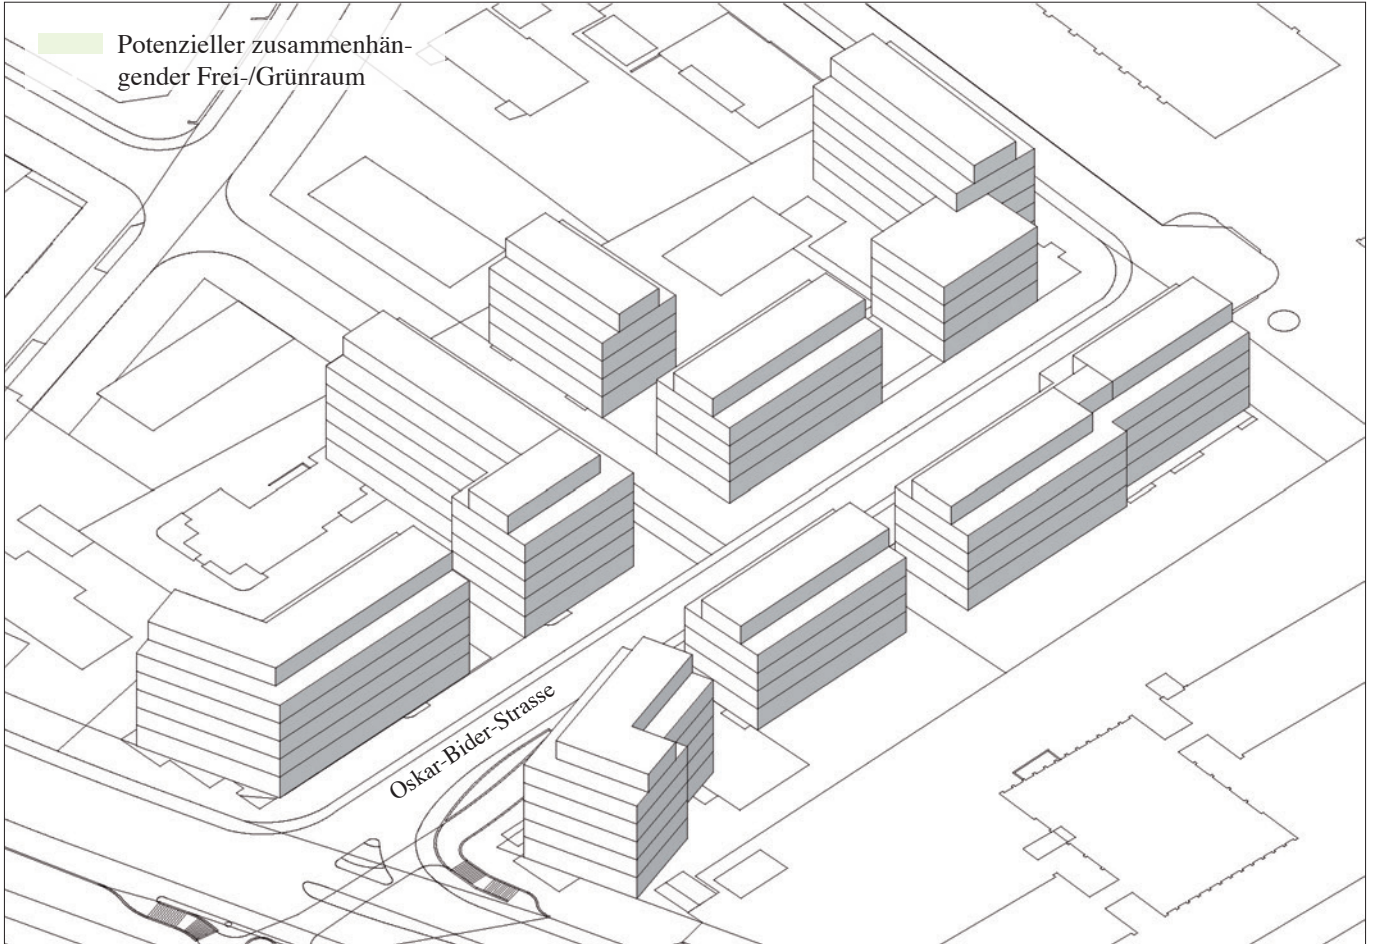 Potenzieller zusammenhän-
gender Frei-/Grünraum
Oskar-Bider-Strasse